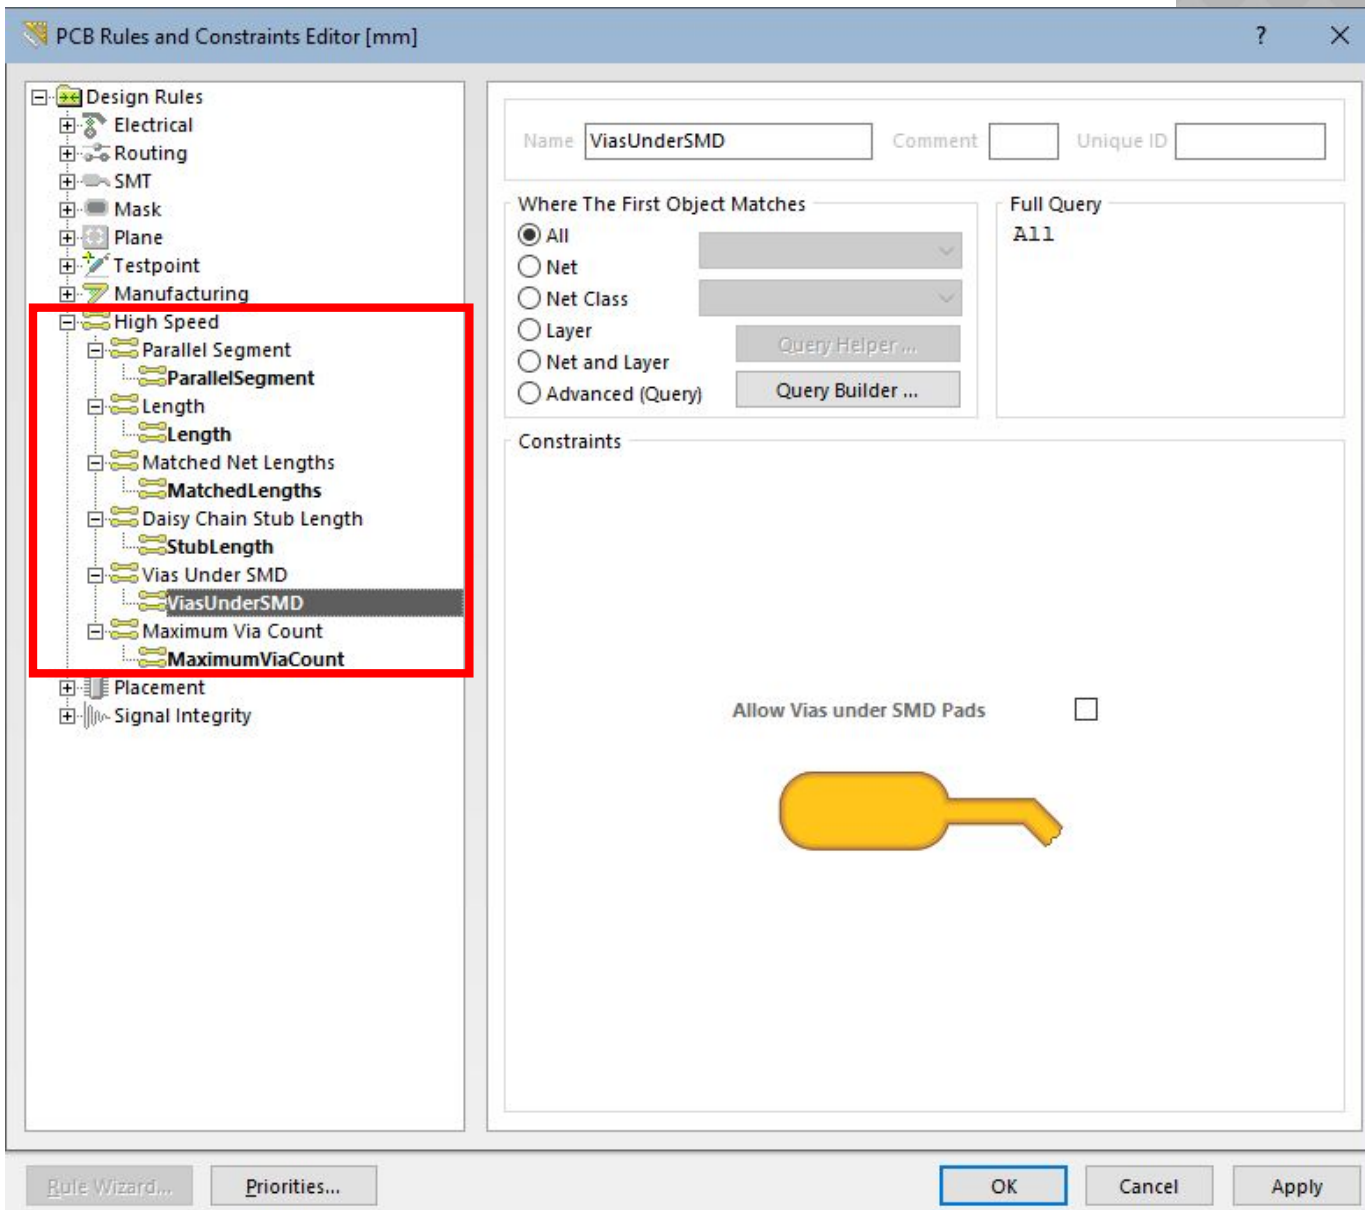 PCB Rules and Constraints Editor [mm]
?
Design Rules
Electrical
Routing
SMT
Mask
Plane
Testpoint
Manufacturing
High Speed
Parallel Segment
ParallelSegment
Length
Length
Matched Net Lengths
MatchedLengths
Daisy Chain Stub Length
StubLength
Vias Under SMD
ViasUnderSMD
Maximum Via Count
MaximumViaCount
Placement
Signal Integrity
Name ViasUnderSMD Comment Unique ID
Where The First Object Matches
All
Net
Net Class
Layer
Net and Layer
Advanced (Query)
Query Helper ...
Query Builder ...
Full Query
All
Constraints
Allow Vias under SMD Pads
Rule Wizard... Priorities... OK Cancel Apply